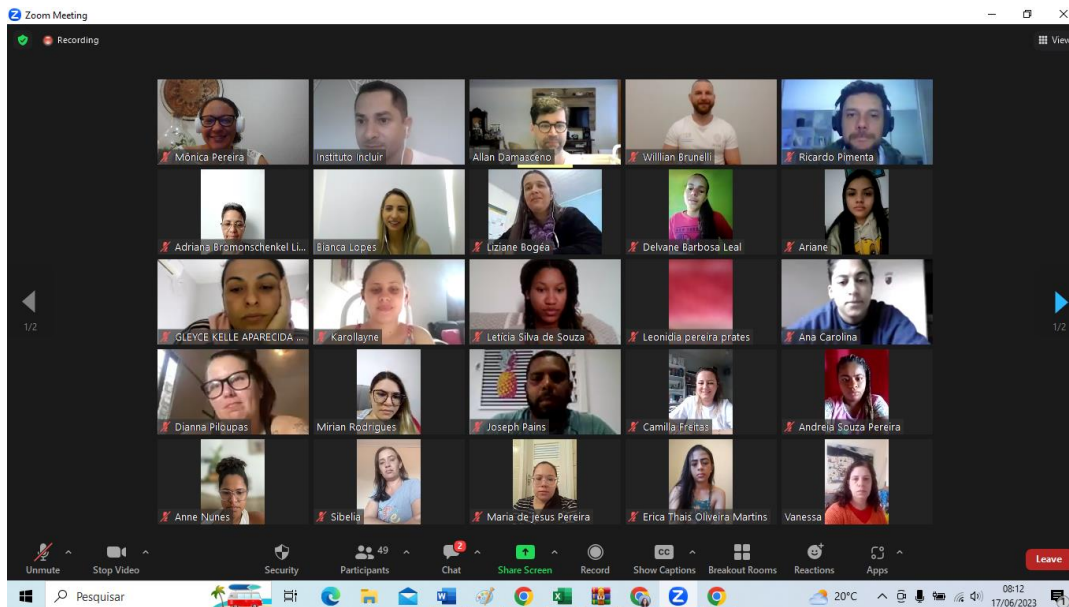 Zoom Meeting
Recording
View
Mônica Pereira
Instituto Incluir
Allan Damasceno
Willlian Brunelli
Ricardo Pimenta
Adriana Bromonschenkel Li...
Bianca Lopes
Liziane Bogéa
Delvane Barbosa Leal
Ariane
GLEYCE KELLE APARECIDA ...
Karollayne
Letícia Silva de Souza
Leonidia pereira prates
Ana Carolina
1/2
1/2
Dianna Piloupas
Mirian Rodrigues
Joseph Pains
Camilla Freitas
Andreia Souza Pereira
Anne Nunes
Sibelia
Maria de jesus Pereira
Erica Thais Oliveira Martins
Vanessa
Unmute
Stop Video
Security
49
Participants
2
Chat
Share Screen
Record
CC
Show Captions
Breakout Rooms
Reactions
Apps
Leave
Pesquisar
20°C
08:12
17/06/2023
1